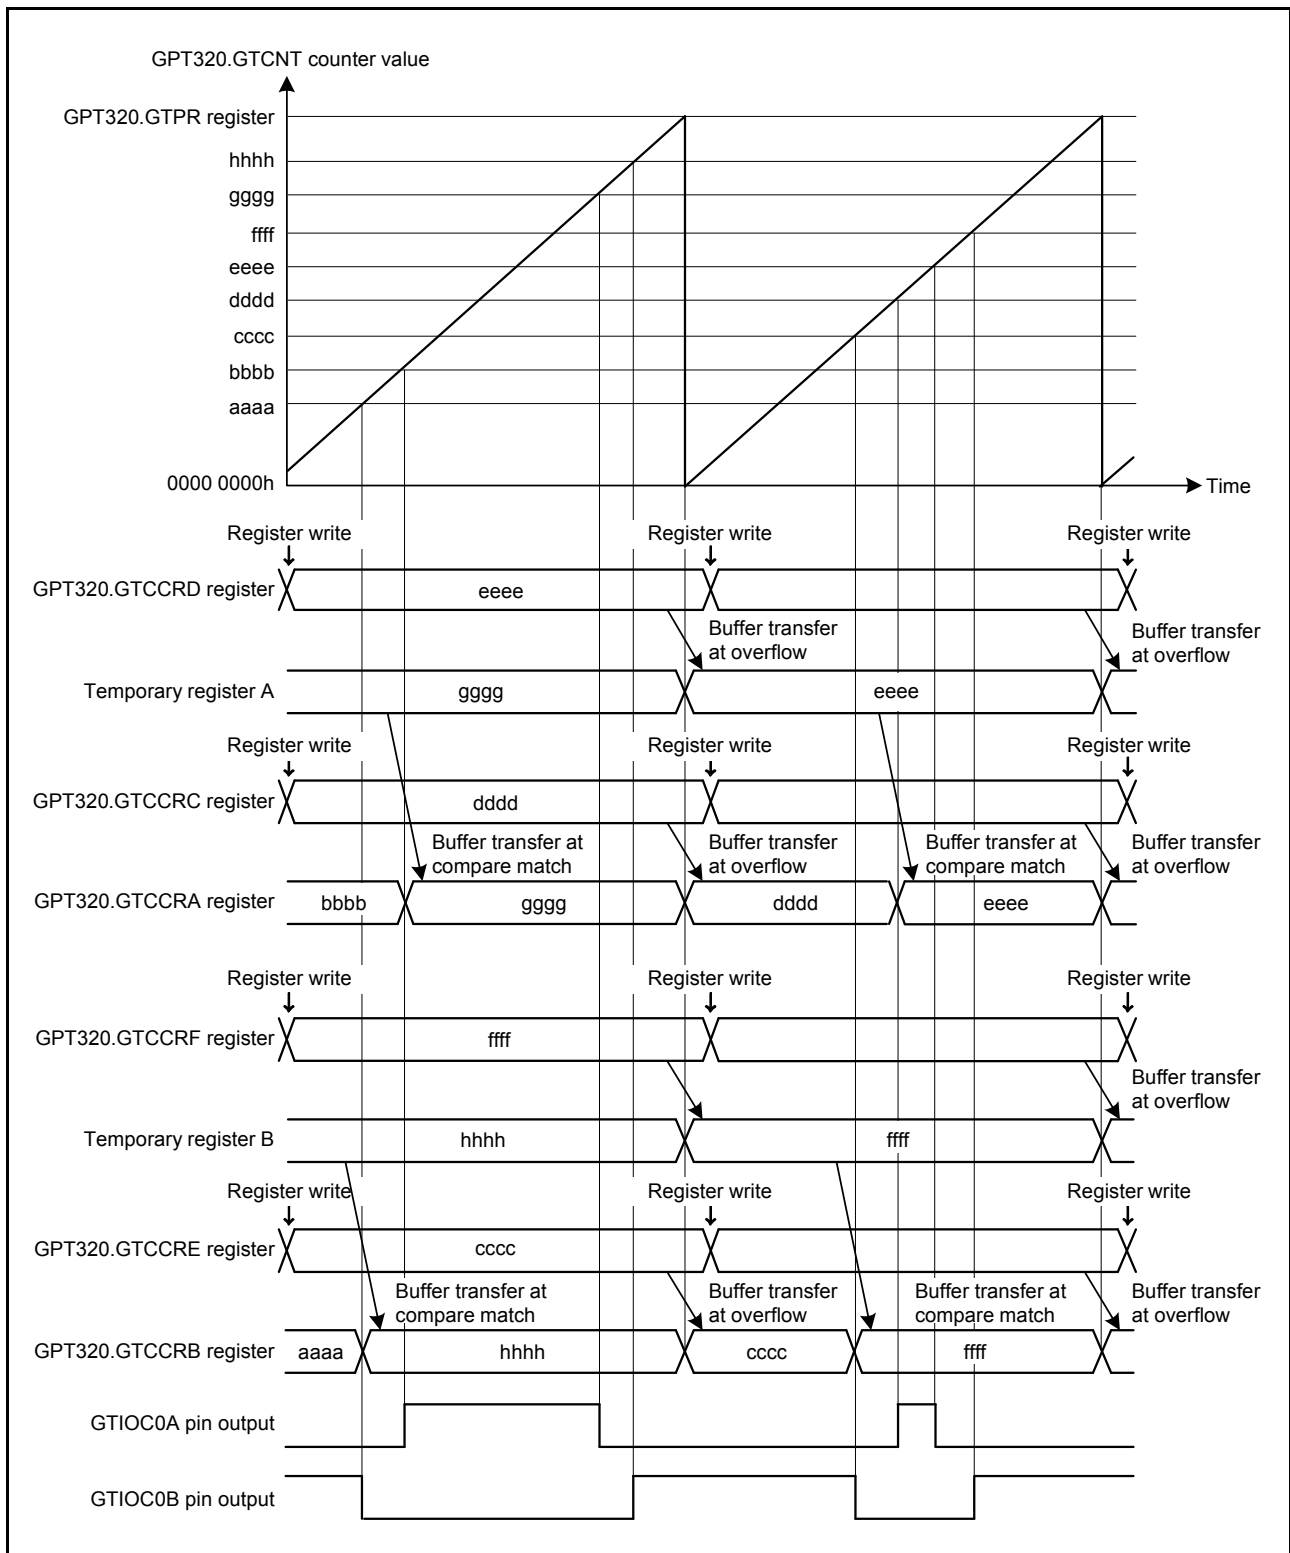 GPT320.GTCNT counter value
GPT320.GTPR register
hhhh
gggg
ffff
eeee
dddd
cccc
bbbb
aaaa
0000 0000h
Time
Register write Register write Register write
GPT320.GTCCRD register eeee
Buffer transfer
at overflow
Buffer transfer
at overflow
Temporary register A gggg eeee
Register write Register write Register write
GPT320.GTCCRC register dddd
Buffer transfer at
compare match
Buffer transfer
at overflow
Buffer transfer at
compare match
Buffer transfer
at overflow
GPT320.GTCCRA register bbbb gggg dddd eeee
Register write Register write Register write
GPT320.GTCCRF register ffff
Buffer transfer
at overflow
Temporary register B hhhh ffff
Register write Register write Register write
GPT320.GTCCRE register cccc
Buffer transfer at
compare match
Buffer transfer
at overflow
Buffer transfer at
compare match
Buffer transfer
at overflow
GPT320.GTCCRB register aaaa hhhh cccc ffff
GTIOC0A pin output
GTIOC0B pin output